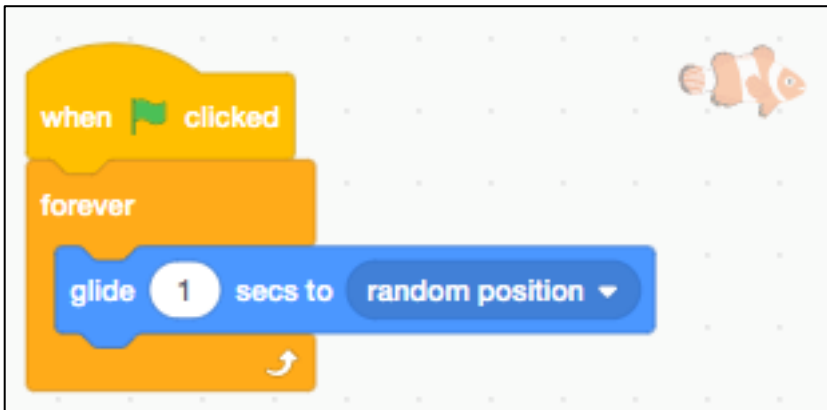 when clicked
forever
glide 1 secs to random position